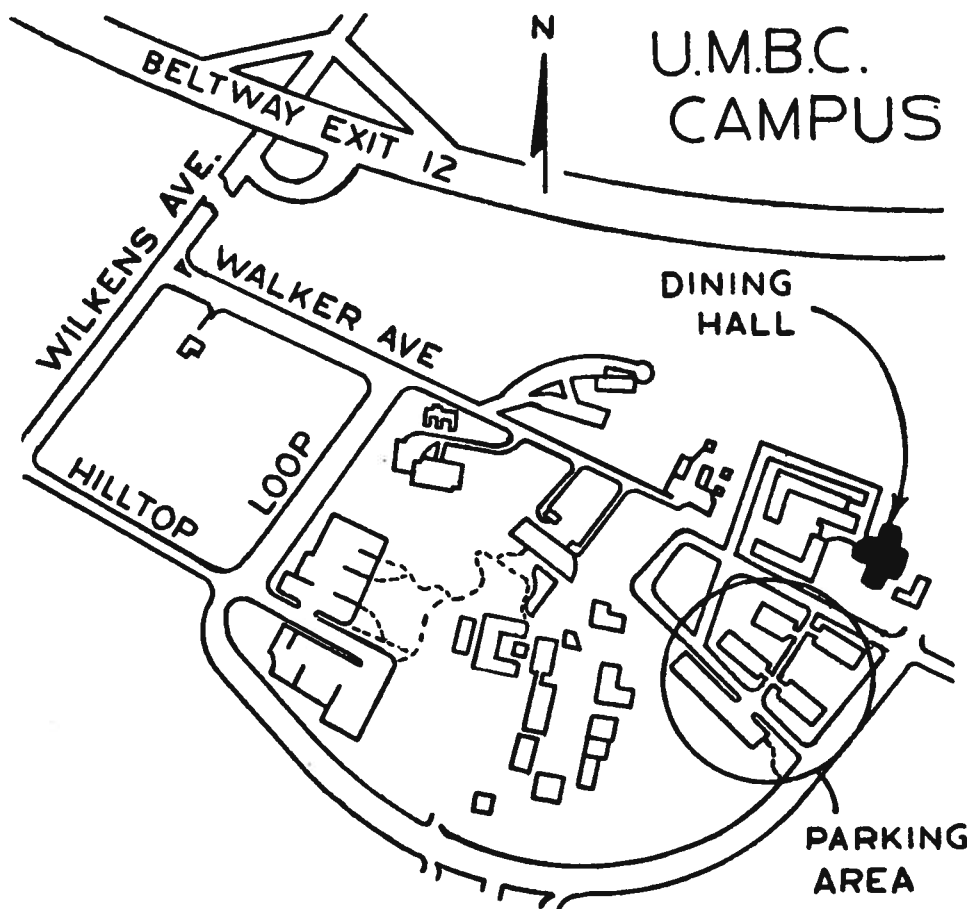 N
U.M.B.C.
CAMPUS
BELTWAY EXIT 12
WILKENS AVE.
WALKER AVE
DINING
HALL
HILLTOP
LOOP
PARKING
AREA